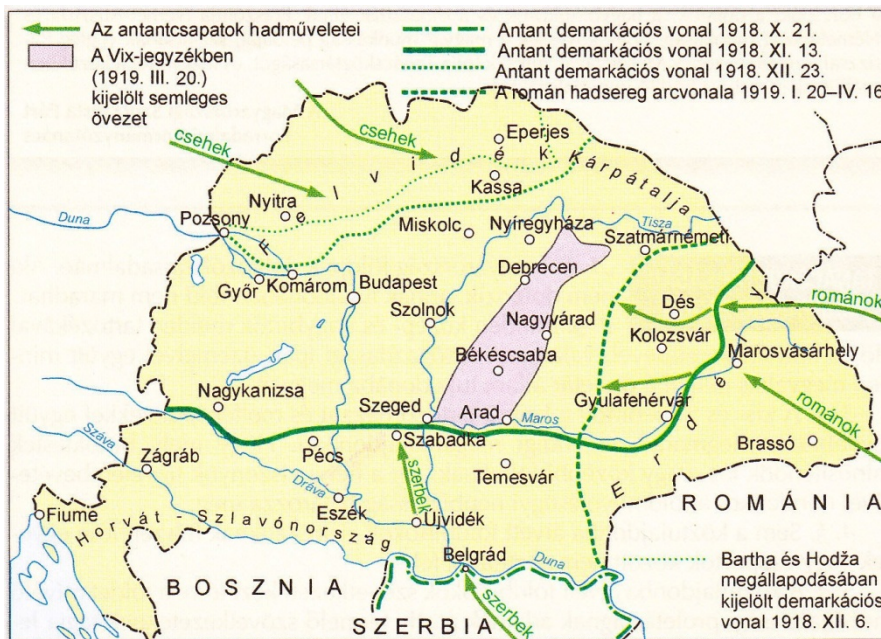 Az antantcsapatok hadműveletei
A Vix-jegyzékben
(1919. III. 20.)
kijelölt semleges
övezet
Antant demarkációs vonal 1918. X. 21.
Antant demarkációs vonal 1918. XI. 13.
Antant demarkációs vonal 1918. XII. 23.
A román hadsereg arcvonala 1919. I. 20–IV. 16.
csehek
csehek
Eperjes
Felvidék
Kárpátalja
Kassa
Nyitra
Pozsony
Duna
Miskolc
Nyíregyháza
Tisza
Szatmárnémeti
Győr
Komárom
Budapest
Debrecen
Dés
románok
Szolnok
Nagyvárad
Kolozsvár
Marosvásárhely
Békéscsaba
Nagykanizsa
Szeged
Arad
Maros
Gyulafehérvár
románok
Száva
Zágráb
Pécs
Szabadka
Temesvár
Erdély
Brassó
Dráva
Eszék
szerbek
Újvidék
Fiume
Horvát-Szlavónország
Belgrád
Duna
ROMÁNIA
BOSZNIA
SZERBIA
szerbek
Bartha és Hodža
megállapodásában
kijelölt demarkációs
vonal 1918. XII. 6.